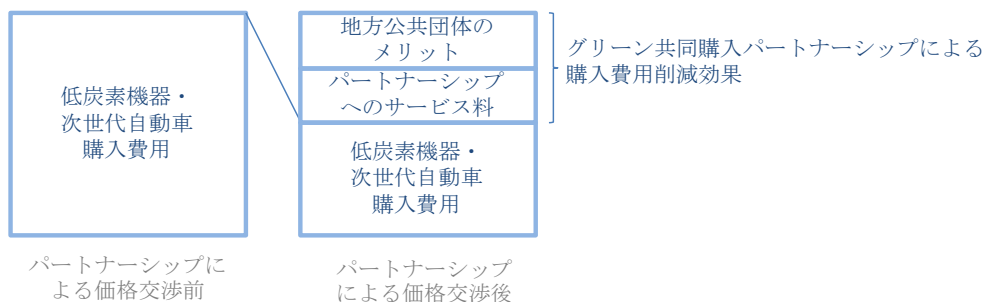 低炭素機器・
次世代自動車
購入費用
パートナーシップに
よる価格交渉前
地方公共団体の
メリット
パートナーシップ
へのサービス料
低炭素機器・
次世代自動車
購入費用
パートナーシップ
による価格交渉後
グリーン共同購入パートナーシップによる
購入費用削減効果